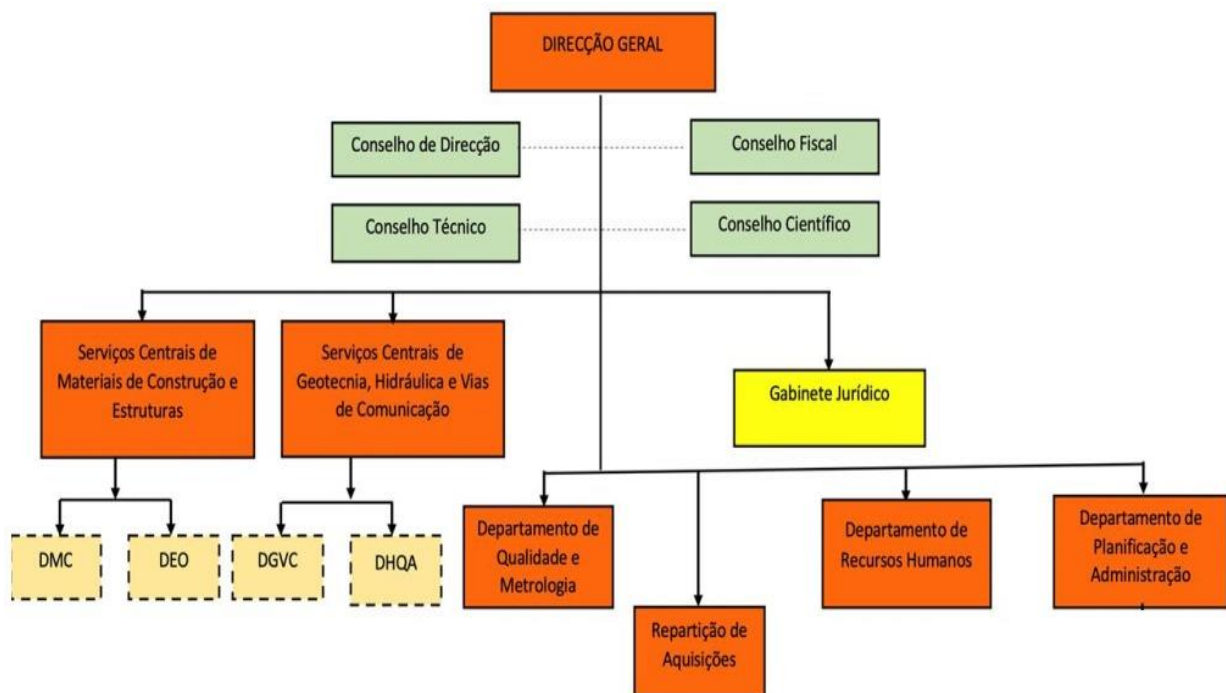 DIRECÇÃO GERAL
Conselho de Direcção
Conselho Fiscal
Conselho Técnico
Conselho Científico
Serviços Centrais de
Materiais de Construção e
Estruturas
Serviços Centrais de
Geotecnia, Hidráulica e Vias
de Comunicação
Gabinete Jurídico
DMC
DEO
DGVC
DHQA
Departamento de
Qualidade e
Metrologia
Repartição de
Aquisições
Departamento de
Recursos Humanos
Departamento de
Planificação e
Administração